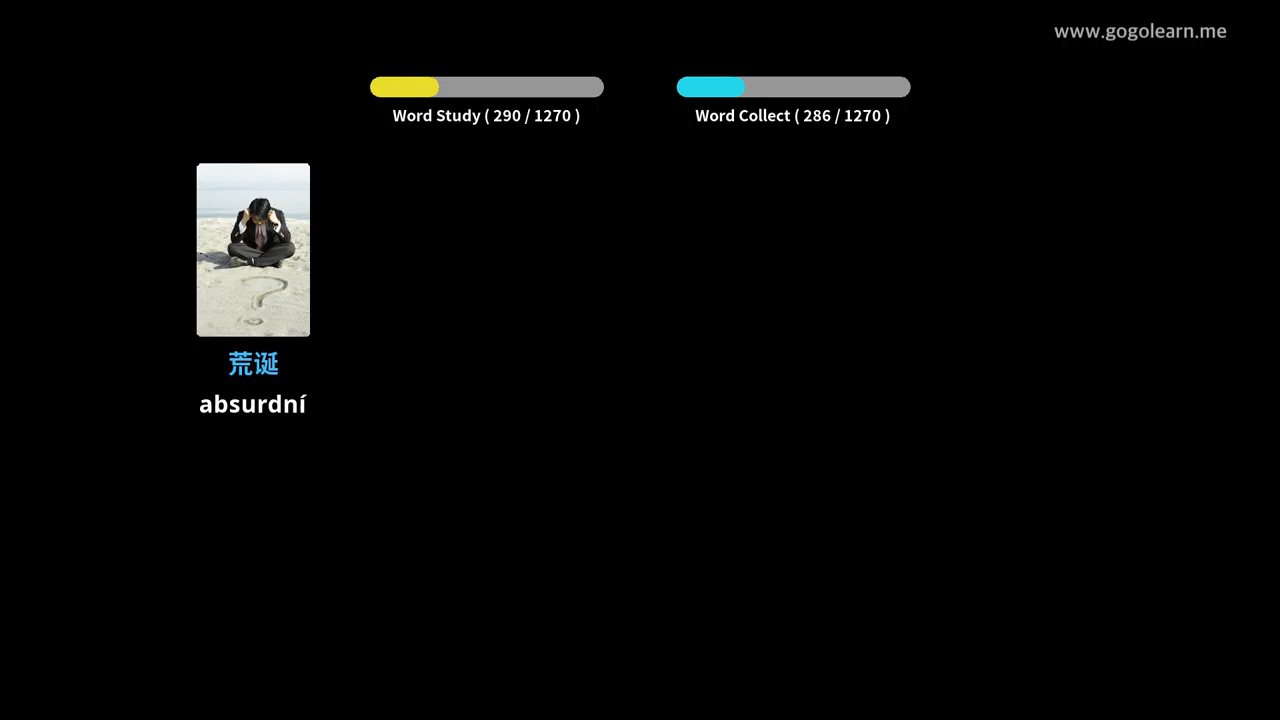 www.gogolearn.me
Word Study ( 290 / 1270 )
Word Collect ( 286 / 1270 )
?
荒诞
absurdní